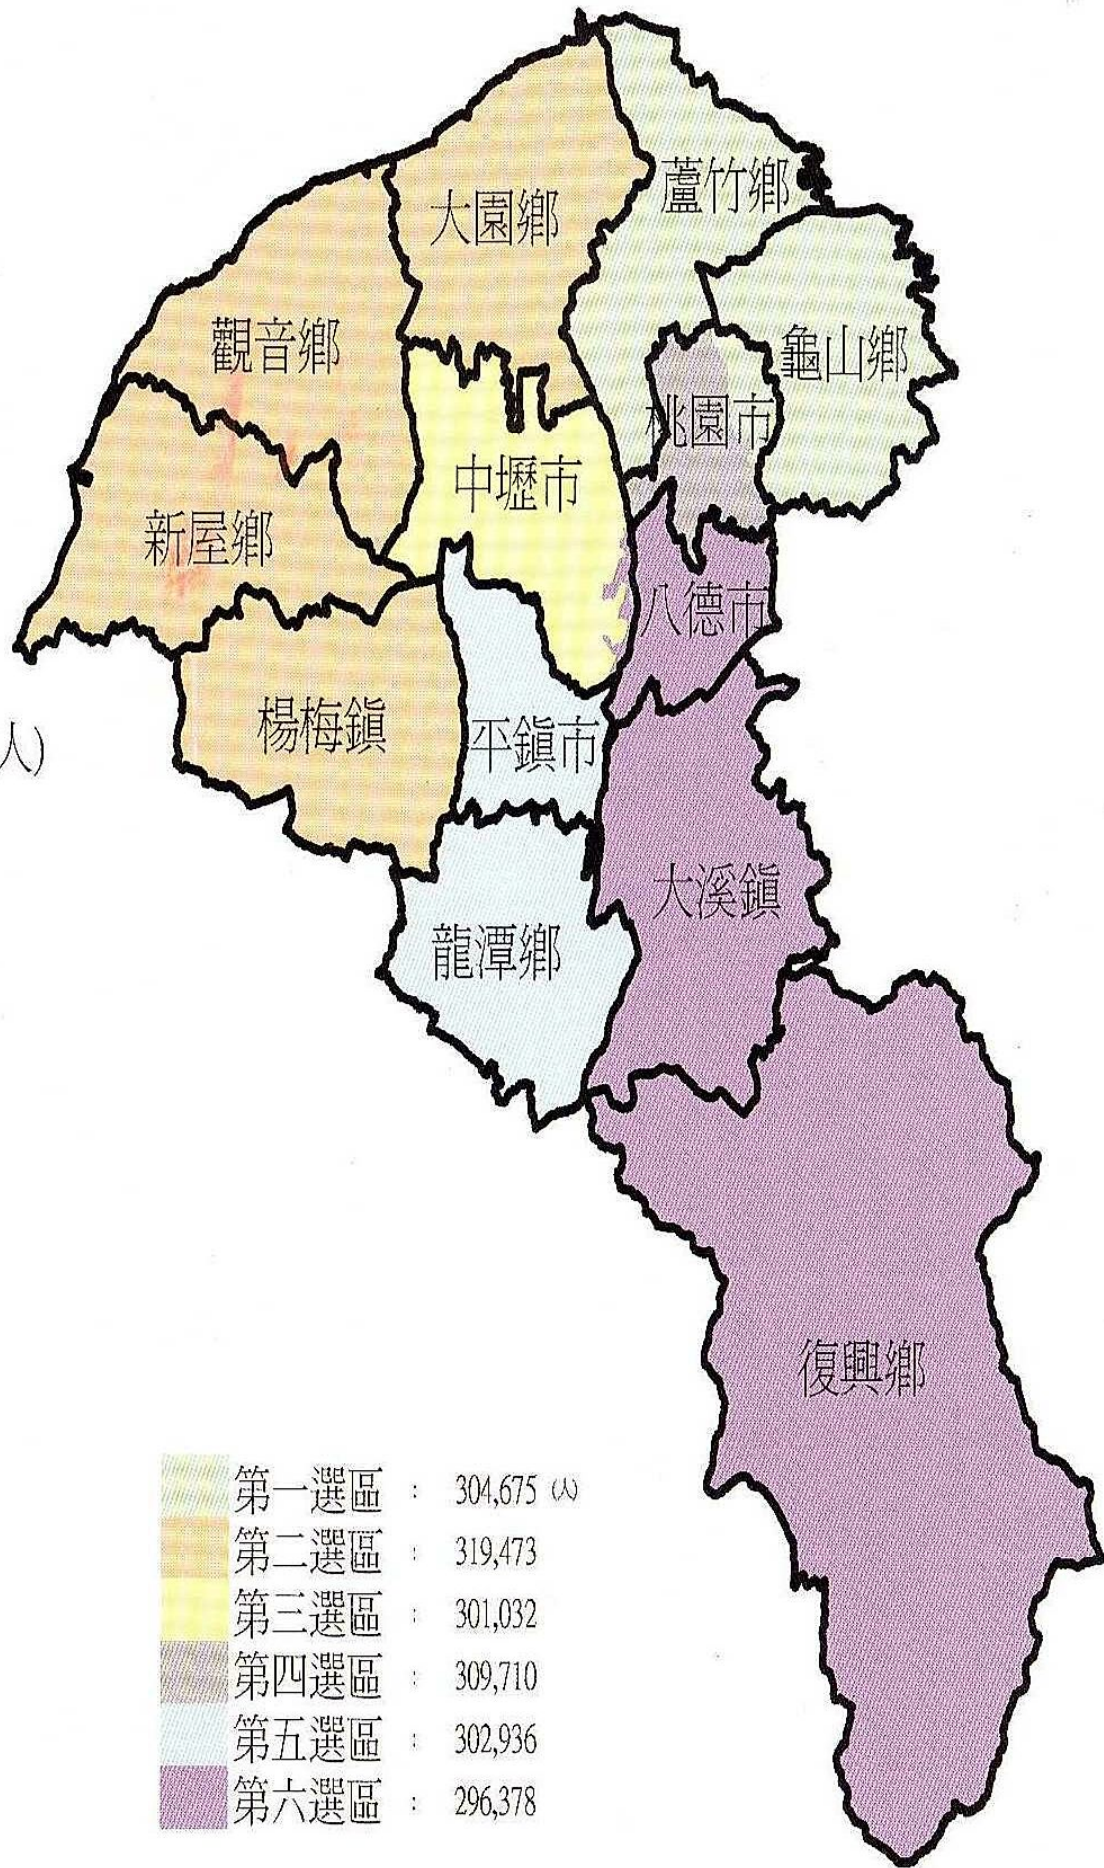 蘆竹鄉
大園鄉
龜山鄉
觀音鄉
桃園市
中壢市
新屋鄉
八德市
楊梅鎮
人)
平鎮市
大溪鎮
龍潭鄉
復興鄉
第一選區 : 304,675 (人)
第二選區 : 319,473
第三選區 : 301,032
第四選區 : 309,710
第五選區 : 302,936
第六選區 : 296,378